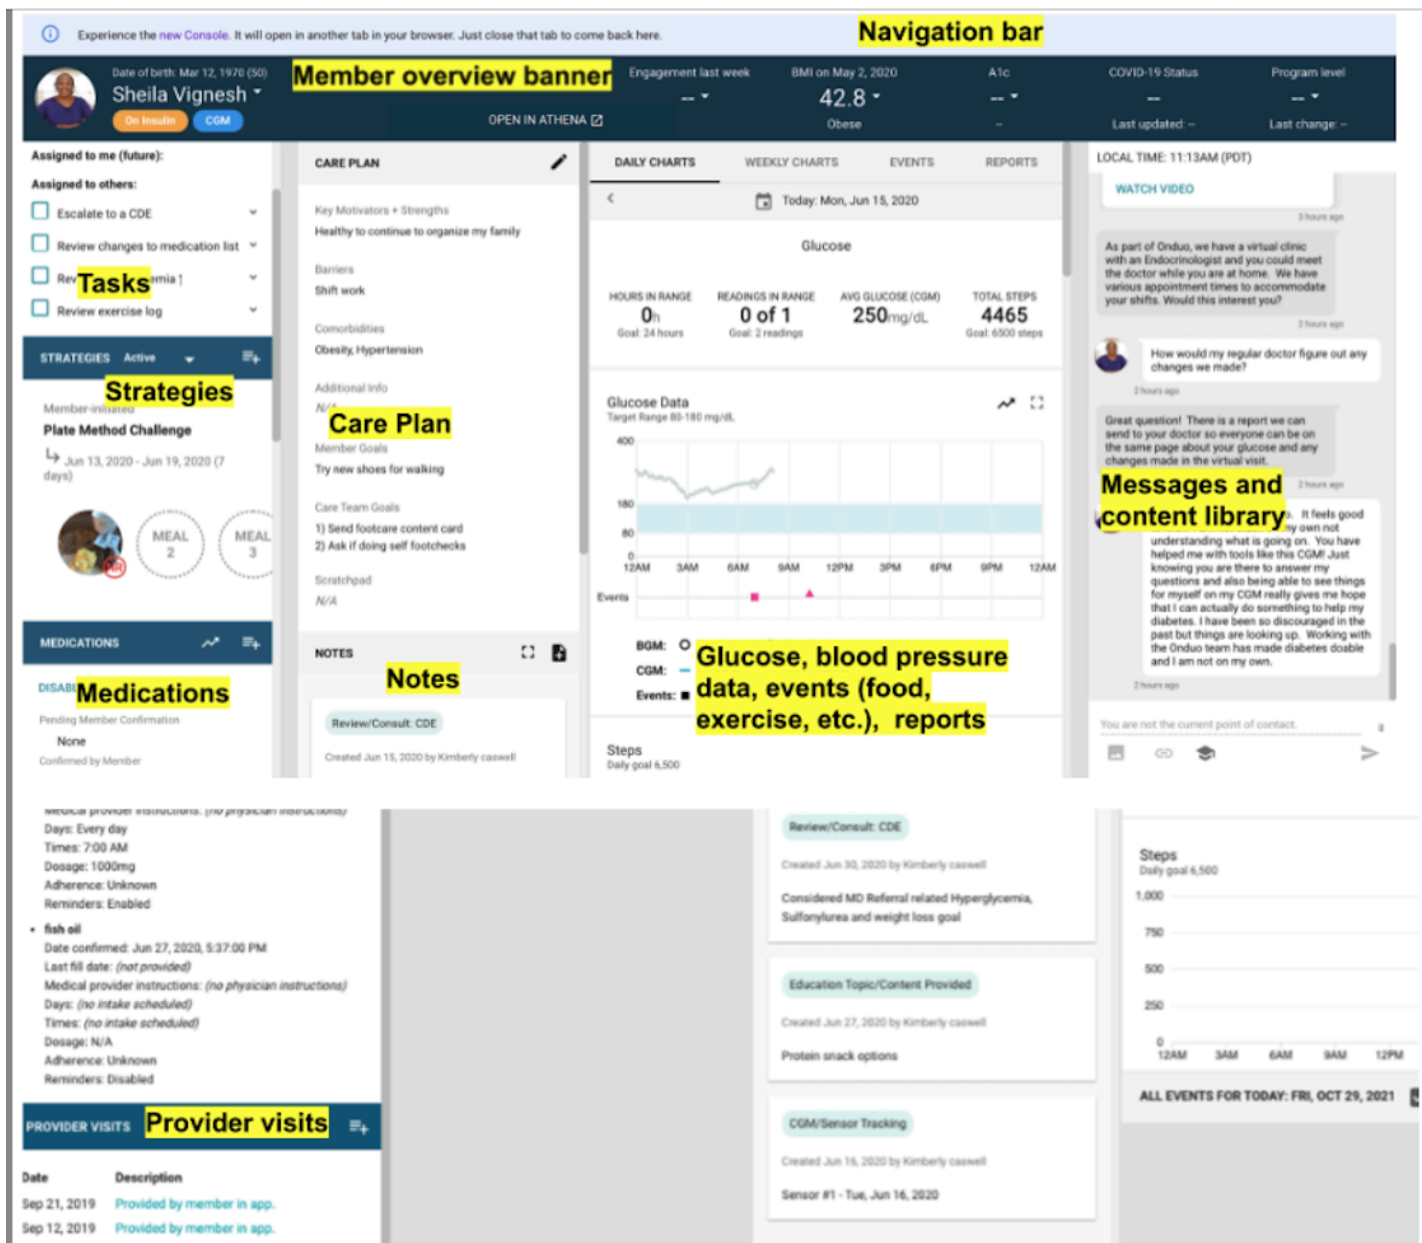 Experience the new Console. It will open in another tab in your browser. Just close that tab to come back here.
Navigation bar
Date of birth: Mar 12, 1970 (50)
Sheila Vignesh
On Insulin
CGM
Member overview banner
OPEN IN ATHENA
Engagement last week
--
BMI on May 2, 2020
42.8
Obese
A1c
--
–
COVID-19 Status
--
Last updated: –
Program level
--
Last change: –
Assigned to me (future):
Assigned to others:
Escalate to a CDE
Review changes to medication list
Tasks
Review exercise log
STRATEGIES Active
Strategies
Member-initiated
Plate Method Challenge
Jun 13, 2020 - Jun 19, 2020 (7
days)
MEAL
2
MEAL
3
MEDICATIONS
Medications
Pending Member Confirmation
None
Confirmed by Member
CARE PLAN
Key Motivators + Strengths
Healthy to continue to organize my family
Barriers
Shift work
Comorbidities
Obesity, Hypertension
Additional Info
N/A
Care Plan
Member Goals
Try new shoes for walking
Care Team Goals
1) Send footcare content card
2) Ask if doing self footchecks
Scratchpad
N/A
NOTES
Notes
Review/Consult: CDE
Created Jun 15, 2020 by Kimberly caswell
DAILY CHARTS
WEEKLY CHARTS
EVENTS
REPORTS
Today: Mon, Jun 15, 2020
Glucose
HOURS IN RANGE
0h
Goal: 24 hours
READINGS IN RANGE
0 of 1
Goal: 2 readings
AVG GLUCOSE (CGM)
250mg/dL
TOTAL STEPS
4465
Goal: 6500 steps
Glucose Data
Target Range 80-180 mg/dL
400
180
80
0
12AM 3AM 6AM 9AM 12PM 3PM 6PM 9PM 12AM
Events
BGM:
CGM:
Events:
Glucose, blood pressure
data, events (food,
exercise, etc.), reports
Steps
Daily goal 6,500
LOCAL TIME: 11:13AM (PDT)
WATCH VIDEO
3 hours ago
As part of Onduo, we have a virtual clinic
with an Endocrinologist and you could meet
the doctor while you are at home. We have
various appointment times to accommodate
your shifts. Would this interest you?
2 hours ago
How would my regular doctor figure out any
changes we made?
2 hours ago
Great question! There is a report we can
send to your doctor so everyone can be on
the same page about your glucose and any
changes made in the virtual visit.
2 hours ago
Messages and
content library
It feels good
my own not
understanding what is going on. You have
helped me with tools like this CGM! Just
knowing you are there to answer my
questions and also being able to see things
for myself on my CGM really gives me hope
that I can actually do something to help my
diabetes. I have been so discouraged in the
past but things are looking up. Working with
the Onduo team has made diabetes doable
and I am not on my own.
2 hours ago
You are not the current point of contact.
0
Medical provider instructions: (no physician instructions)
Days: Every day
Times: 7:00 AM
Dosage: 1000mg
Adherence: Unknown
Reminders: Enabled
• fish oil
Date confirmed: Jun 27, 2020, 5:37:00 PM
Last fill date: (not provided)
Medical provider instructions: (no physician instructions)
Days: (no intake scheduled)
Times: (no intake scheduled)
Dosage: N/A
Adherence: Unknown
Reminders: Disabled
PROVIDER VISITS
Provider visits
Date Description
Sep 21, 2019 Provided by member in app.
Sep 12, 2019 Provided by member in app.
Review/Consult: CDE
Created Jun 30, 2020 by Kimberly caswell
Considered MD Referral related Hyperglycemia,
Sulfonylurea and weight loss goal
Education Topic/Content Provided
Created Jun 27, 2020 by Kimberly caswell
Protein snack options
CGM/Sensor Tracking
Created Jun 16, 2020 by Kimberly caswell
Sensor #1 - Tue, Jun 16, 2020
Steps
Daily goal 6,500
1,000
750
500
250
0
12AM 3AM 6AM 9AM 12PM
ALL EVENTS FOR TODAY: FRI, OCT 29, 2021